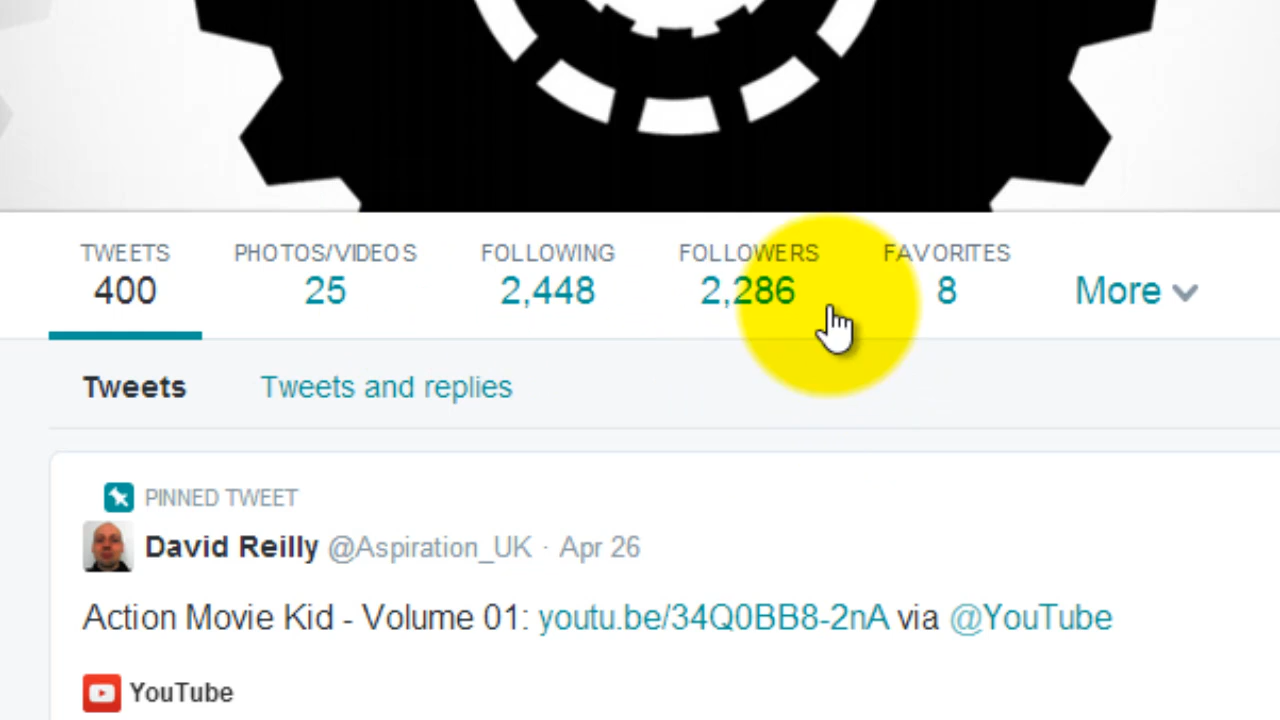 TWEETS PHOTOS/VIDEOS FOLLOWING FOLLOWERS FAVORITES
400 25 2,448 2,286 8 More
Tweets Tweets and replies
PINNED TWEET
David Reilly @Aspiration_UK · Apr 26
Action Movie Kid - Volume 01: youtu.be/34Q0BB8-2nA via @YouTube
YouTube